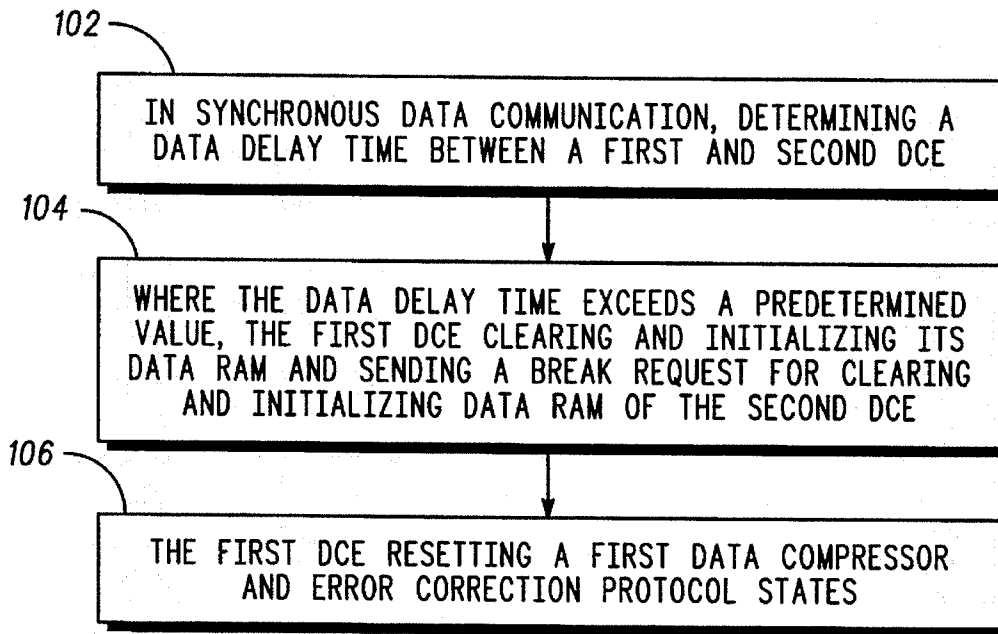 102
IN SYNCHRONOUS DATA COMMUNICATION, DETERMINING A
DATA DELAY TIME BETWEEN A FIRST AND SECOND DCE
104
WHERE THE DATA DELAY TIME EXCEEDS A PREDETERMINED
VALUE, THE FIRST DCE CLEARING AND INITIALIZING ITS
DATA RAM AND SENDING A BREAK REQUEST FOR CLEARING
AND INITIALIZING DATA RAM OF THE SECOND DCE
106
THE FIRST DCE RESETTING A FIRST DATA COMPRESSOR
AND ERROR CORRECTION PROTOCOL STATES